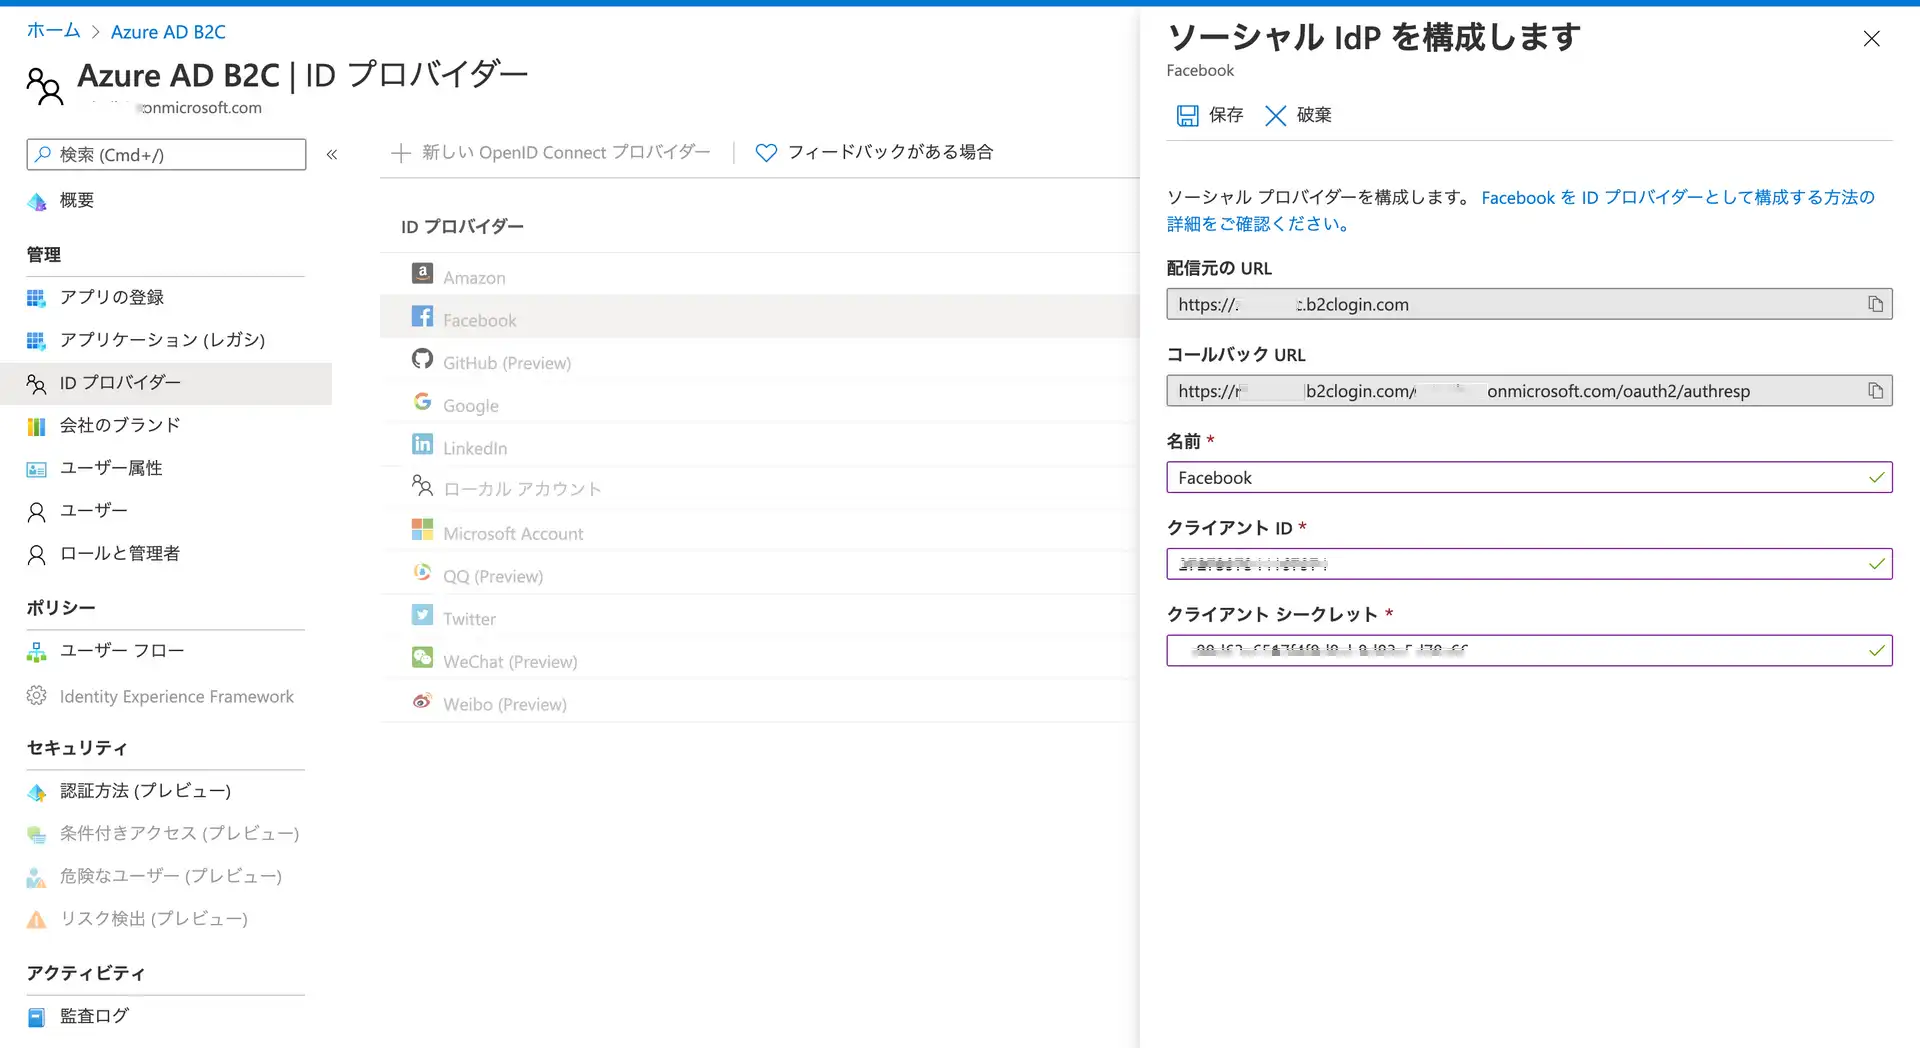 ホーム > Azure AD B2C
Azure AD B2C | ID プロバイダー
onmicrosoft.com
検索 (Cmd+/)
«
概要
管理
アプリの登録
アプリケーション (レガシ)
ID プロバイダー
会社のブランド
ユーザー属性
ユーザー
ロールと管理者
ポリシー
ユーザー フロー
Identity Experience Framework
セキュリティ
認証方法 (プレビュー)
条件付きアクセス (プレビュー)
危険なユーザー (プレビュー)
リスク検出 (プレビュー)
アクティビティ
監査ログ
新しい OpenID Connect プロバイダー
フィードバックがある場合
ID プロバイダー
Amazon
Facebook
GitHub (Preview)
Google
LinkedIn
ローカル アカウント
Microsoft Account
QQ (Preview)
Twitter
WeChat (Preview)
Weibo (Preview)
ソーシャル IdP を構成します
Facebook
保存
破棄
ソーシャル プロバイダーを構成します。 Facebook を ID プロバイダーとして構成する方法の
詳細をご確認ください。
配信元の URL
https:// .b2clogin.com
コールバック URL
https:// b2clogin.com/ onmicrosoft.com/oauth2/authresp
名前 *
Facebook
クライアント ID *
クライアント シークレット *